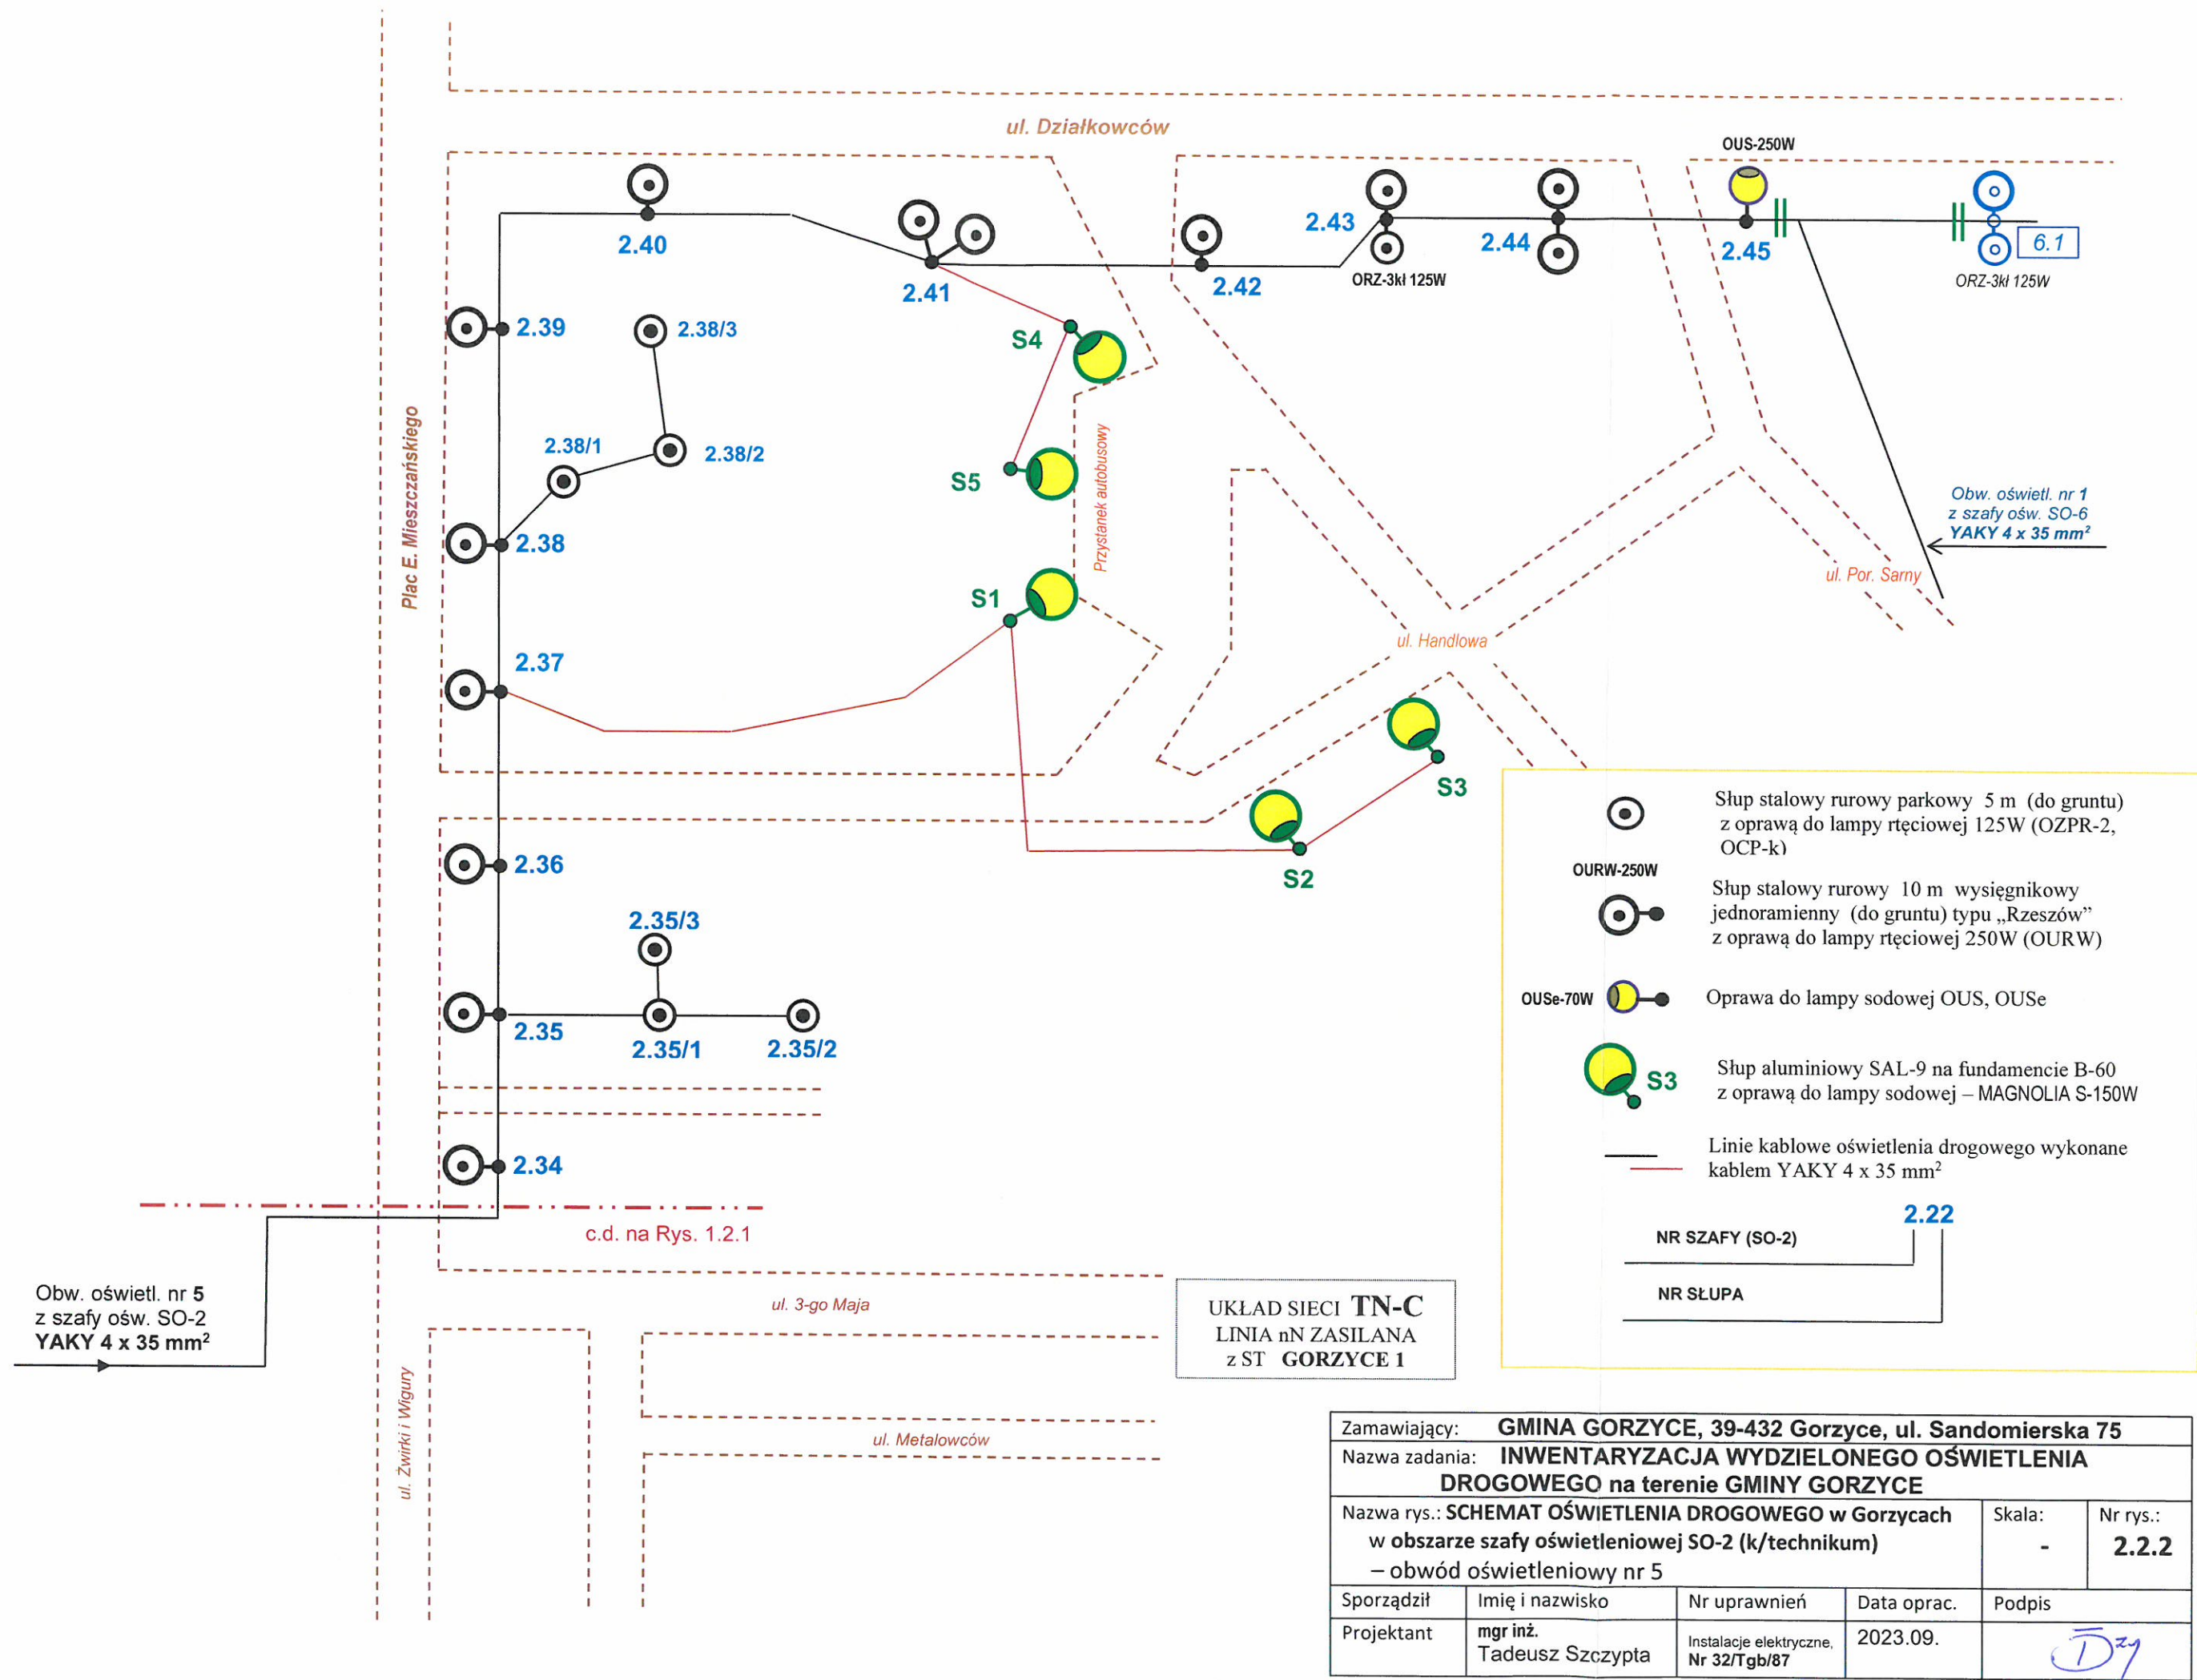 ul. Działkowców
OUS-250W
2.40
2.41
2.42
2.43
ORZ-3kł 125W
2.44
2.45
6.1
ORZ-3kł 125W
2.39
2.38/3
S4
2.38/1
2.38/2
S5
Plac E. Mieszczańskiego
Przystanek autobusowy
Obw. oświetl. nr 1
z szafy ośw. SO-6
YAKY 4 x 35 mm²
2.38
ul. Por. Sarny
S1
ul. Handlowa
2.37
S3
S2
2.36
2.35/3
2.35
2.35/1
2.35/2
2.34
c.d. na Rys. 1.2.1
Obw. oświetl. nr 5
z szafy ośw. SO-2
YAKY 4 x 35 mm²
ul. 3-go Maja
ul. Żwirki i Wigury
ul. Metalowców
UKŁAD SIECI TN-C
LINIA nN ZASILANA
z ST GORZYCE 1
Słup stalowy rurowy parkowy 5 m (do gruntu)
z oprawą do lampy rtęciowej 125W (OZPR-2,
OCP-k)
OURW-250W
Słup stalowy rurowy 10 m wysięgnikowy
jednoramienny (do gruntu) typu „Rzeszów”
z oprawą do lampy rtęciowej 250W (OURW)
OUSe-70W
Oprawa do lampy sodowej OUS, OUSe
S3
Słup aluminiowy SAL-9 na fundamencie B-60
z oprawą do lampy sodowej – MAGNOLIA S-150W
Linie kablowe oświetlenia drogowego wykonane
kablem YAKY 4 x 35 mm²
2.22
NR SZAFY (SO-2)
NR SŁUPA
Zamawiający: GMINA GORZYCE, 39-432 Gorzyce, ul. Sandomierska 75
Nazwa zadania: INWENTARYZACJA WYDZIELONEGO OŚWIETLENIA
DROGOWEGO na terenie GMINY GORZYCE
Nazwa rys.: SCHEMAT OŚWIETLENIA DROGOWEGO w Gorzycach
w obszarze szafy oświetleniowej SO-2 (k/technikum)
– obwód oświetleniowy nr 5
Skala:
-
Nr rys.:
2.2.2
Sporządził
Imię i nazwisko
Nr uprawnień
Data oprac.
Podpis
Projektant
mgr inż.
Tadeusz Szczypta
Instalacje elektryczne,
Nr 32/Tgb/87
2023.09.